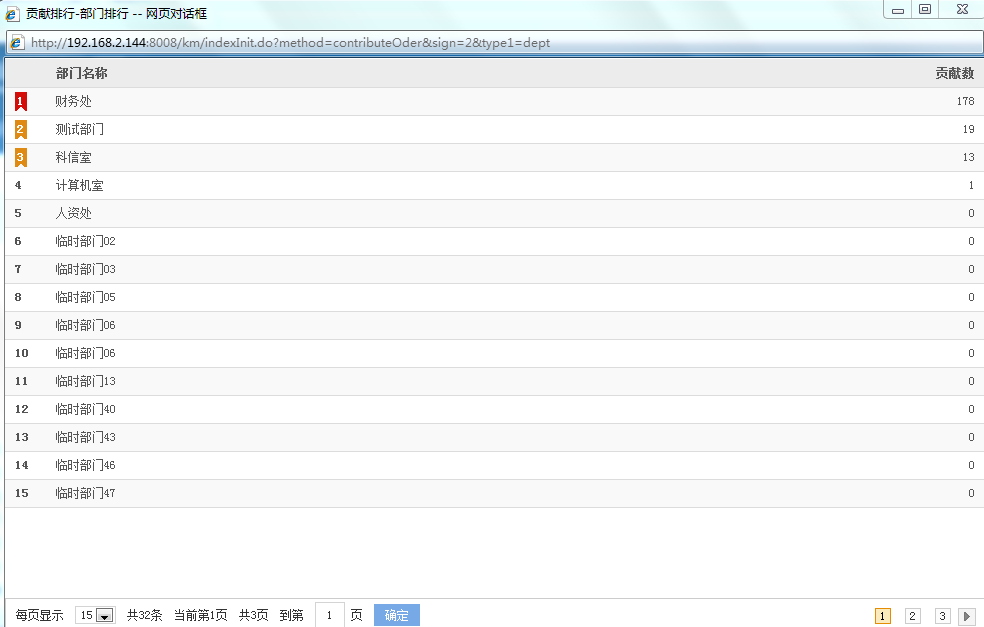 贡献排行-部门排行 -- 网页对话框
http://192.168.2.144:8008/km/indexInit.do?method=contributeOder&sign=2&type1=dept
部门名称 贡献数
1 财务处 178
2 测试部门 19
3 科信室 13
4 计算机室 1
5 人资处 0
6 临时部门02 0
7 临时部门03 0
8 临时部门05 0
9 临时部门06 0
10 临时部门06 0
11 临时部门13 0
12 临时部门40 0
13 临时部门43 0
14 临时部门46 0
15 临时部门47 0
每页显示 15 共32条 当前第1页 共3页 到第 1 页 确定 1 2 3